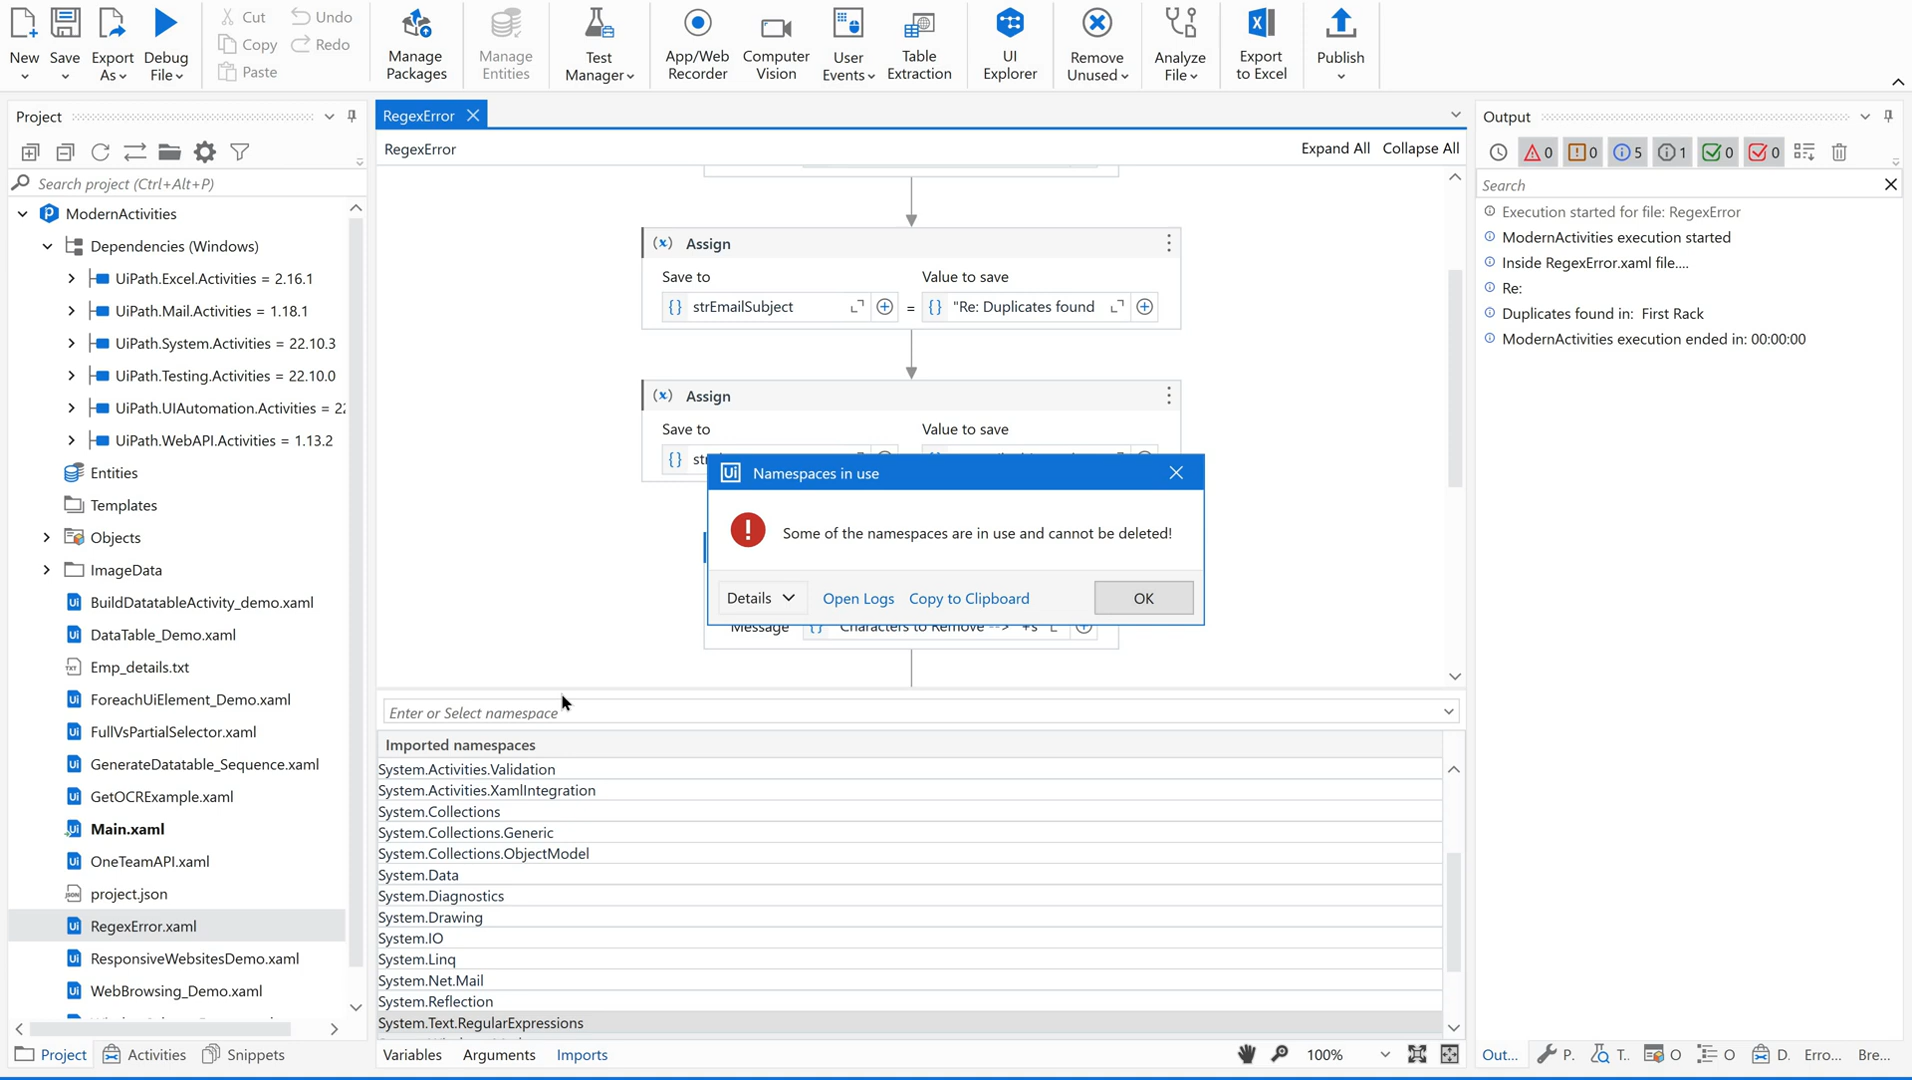 New
Save
Export As
Debug File
Cut
Copy
Paste
Undo
Redo
Manage Packages
Manage Entities
Test Manager
App/Web Recorder
Computer Vision
User Events
Table Extraction
UI Explorer
Remove Unused
Analyze File
Export to Excel
Publish
Project
Search project (Ctrl+Alt+P)
ModernActivities
Dependencies (Windows)
UiPath.Excel.Activities = 2.16.1
UiPath.Mail.Activities = 1.18.1
UiPath.System.Activities = 22.10.3
UiPath.Testing.Activities = 22.10.0
UiPath.UIAutomation.Activities = 22
UiPath.WebAPI.Activities = 1.13.2
Entities
Templates
Objects
ImageData
BuildDatatableActivity_demo.xaml
DataTable_Demo.xaml
Emp_details.txt
ForeachUiElement_Demo.xaml
FullVsPartialSelector.xaml
GenerateDatatable_Sequence.xaml
GetOCRExample.xaml
Main.xaml
OneTeamAPI.xaml
project.json
RegexError.xaml
ResponsiveWebsitesDemo.xaml
WebBrowsing_Demo.xaml
Project
Activities
Snippets
RegexError
RegexError
Expand All
Collapse All
Assign
Save to
Value to save
strEmailSubject
=
"Re: Duplicates found
Assign
Save to
Value to save
str
Namespaces in use
Some of the namespaces are in use and cannot be deleted!
Details
Open Logs
Copy to Clipboard
OK
Message
"Characters to Remove --> "+s
Enter or Select namespace
Imported namespaces
System.Activities.Validation
System.Activities.XamlIntegration
System.Collections
System.Collections.Generic
System.Collections.ObjectModel
System.Data
System.Diagnostics
System.Drawing
System.IO
System.Linq
System.Net.Mail
System.Reflection
System.Text.RegularExpressions
Variables
Arguments
Imports
100%
Output
0
0
5
1
0
0
Search
Execution started for file: RegexError
ModernActivities execution started
Inside RegexError.xaml file....
Re:
Duplicates found in:  First Rack
ModernActivities execution ended in: 00:00:00
Out...
P.
T.
O
O
D.
Erro...
Bre...